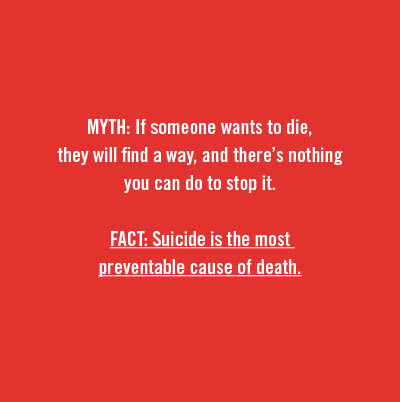 MYTH: If someone wants to die,
they will find a way, and there’s nothing
you can do to stop it.
FACT: Suicide is the most
preventable cause of death.